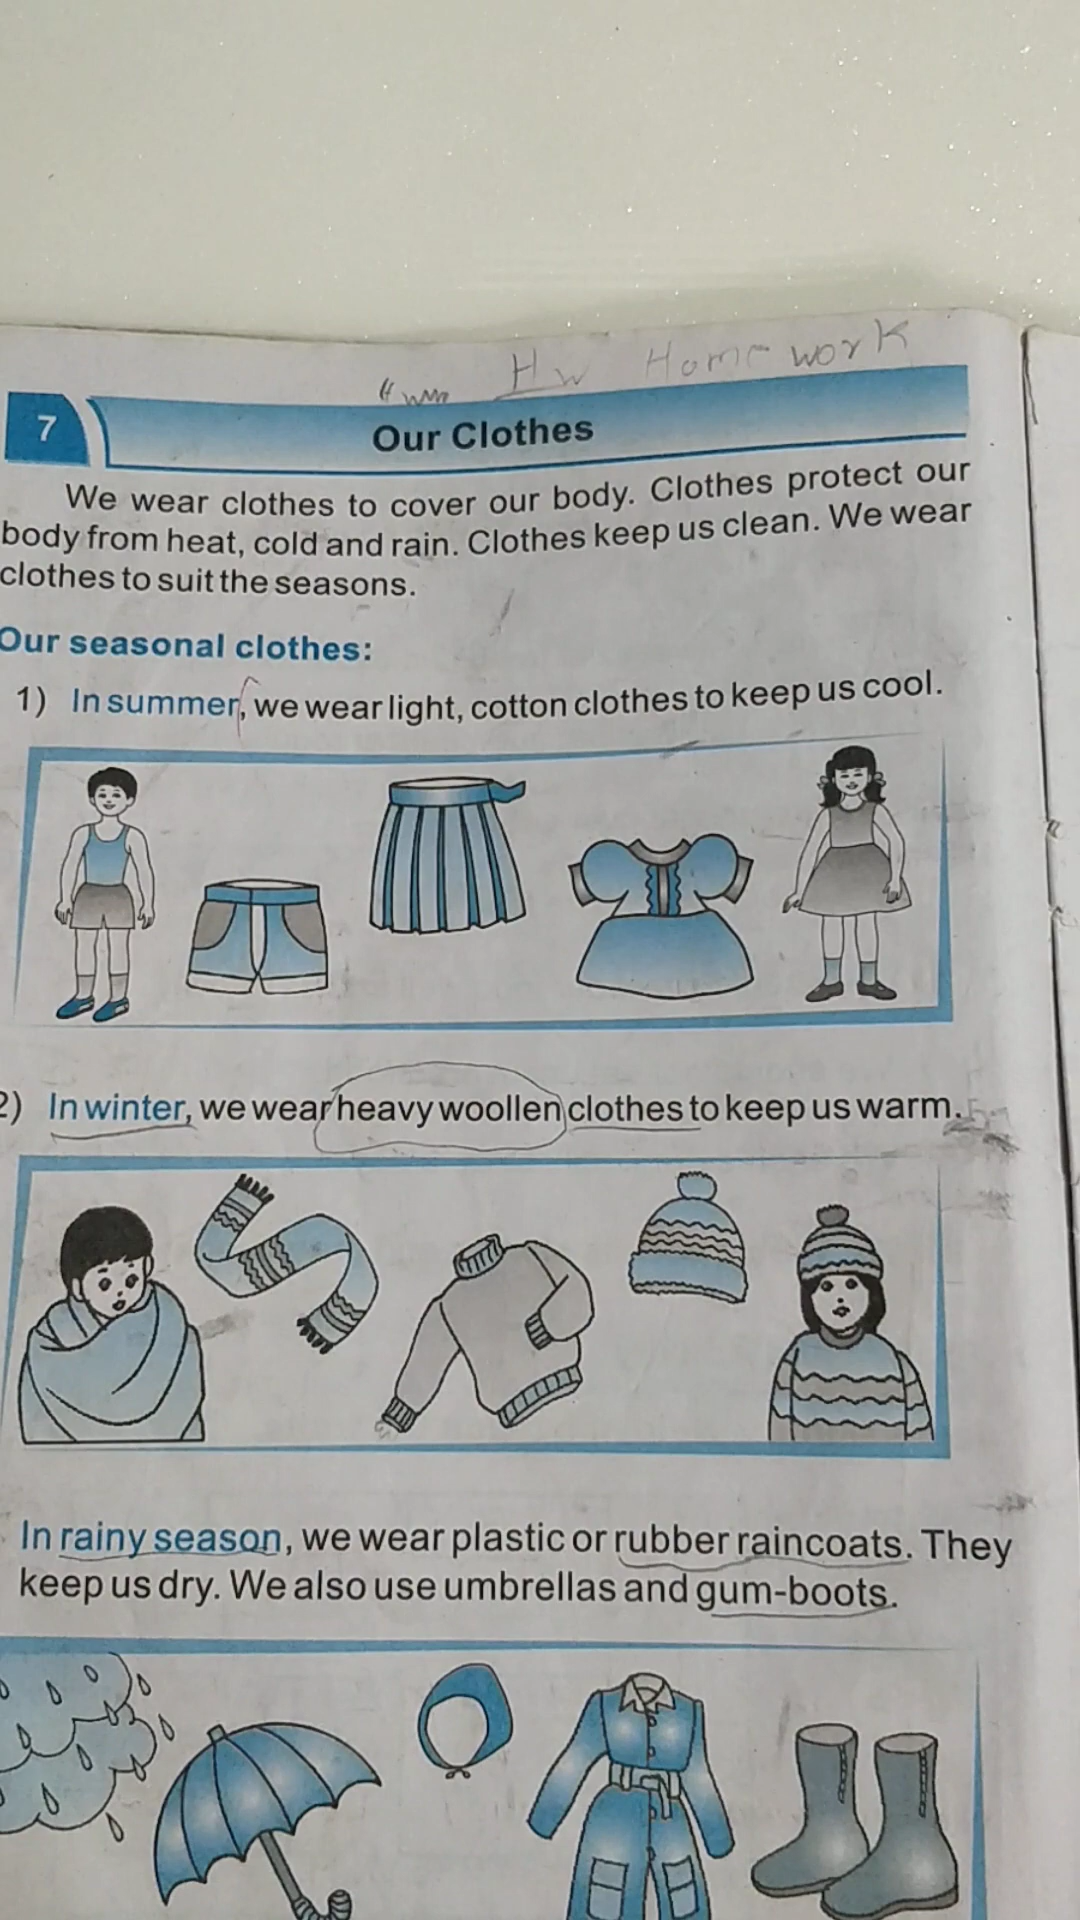 Hw Home work
7
Our Clothes
We wear clothes to cover our body. Clothes protect our
body from heat, cold and rain. Clothes keep us clean. We wear
clothes to suit the seasons.
Our seasonal clothes:
1) In summer, we wear light, cotton clothes to keep us cool.
2) In winter, we wear heavy woollen clothes to keep us warm.
In rainy season, we wear plastic or rubber raincoats. They
keep us dry. We also use umbrellas and gum-boots.